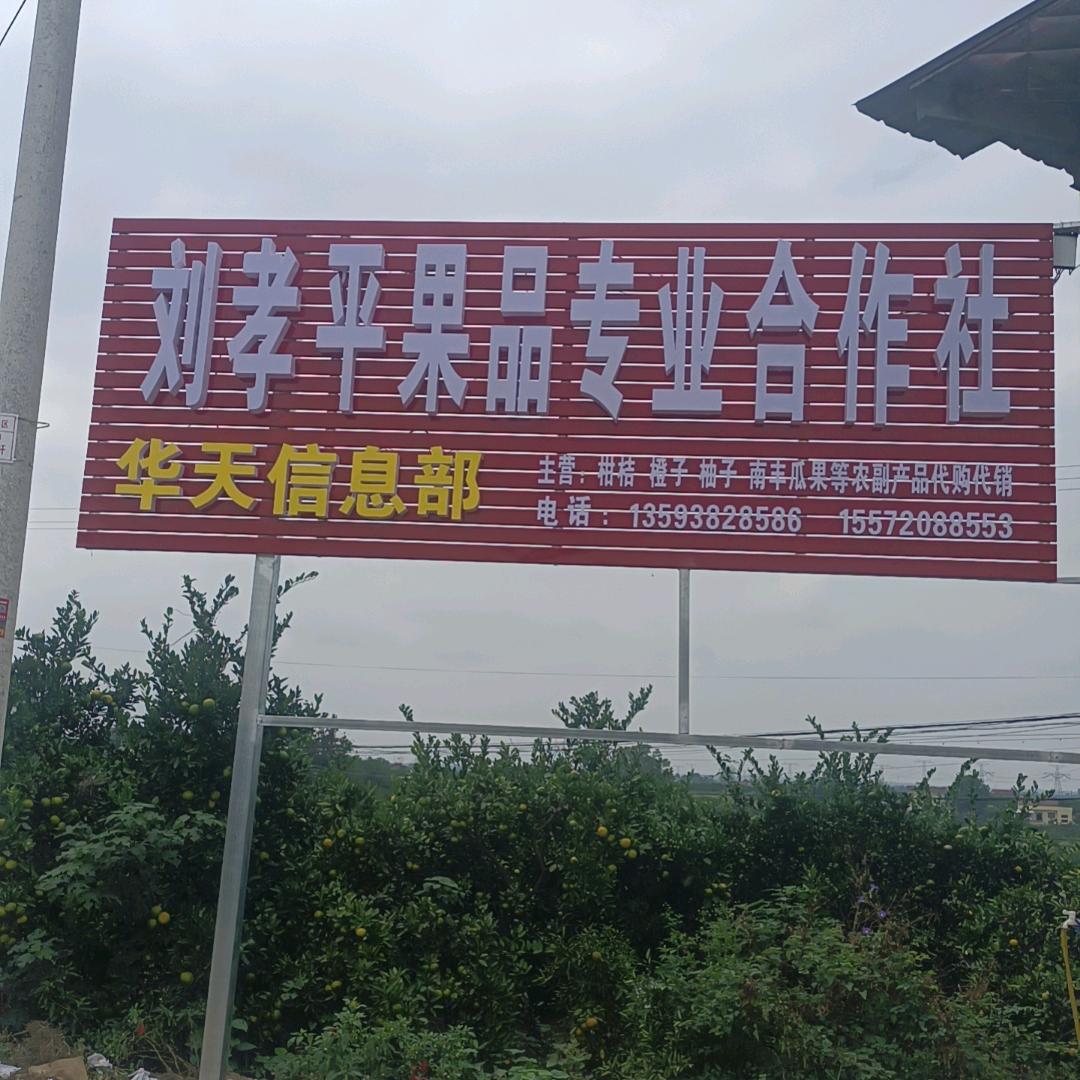 刘孝平果品专业合作社
华天信息部
主营：柑桔 橙子 柚子 南丰瓜果等农副产品代购代销
电话：13593828586 15572088553